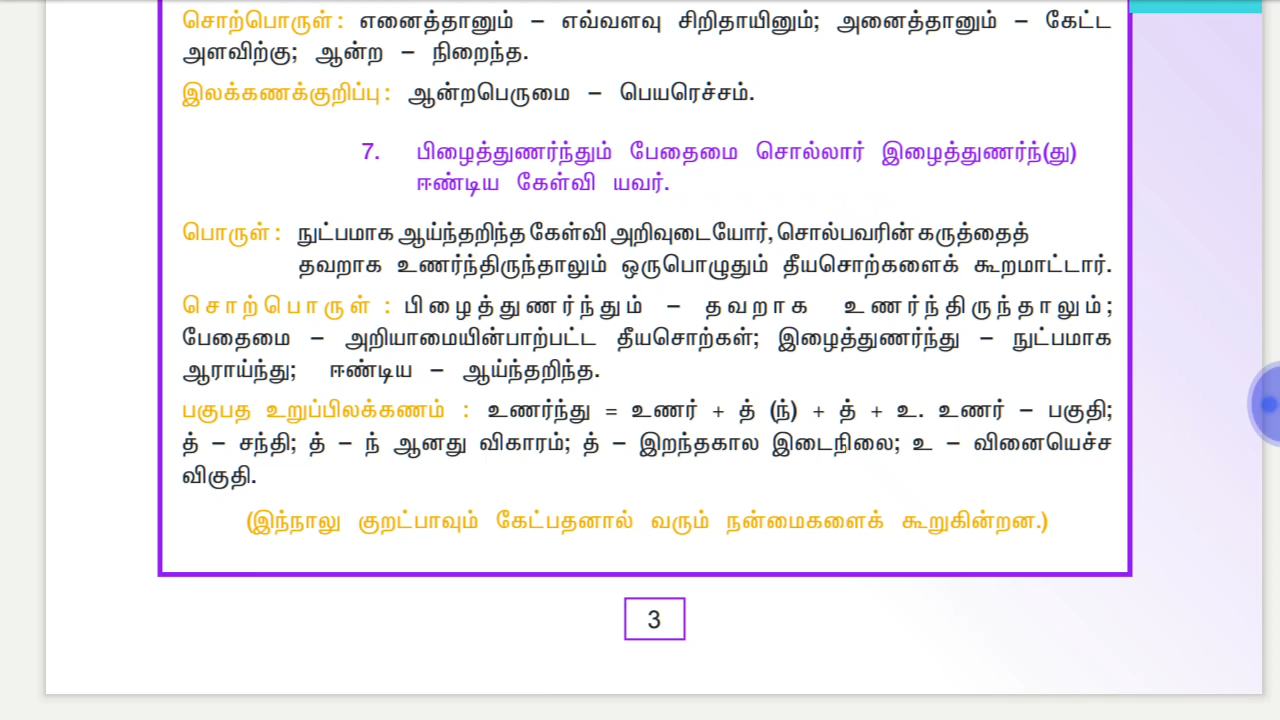 சொற்பொருள் : எனைத்தானும் – எவ்வளவு சிறிதாயினும்; அனைத்தானும் – கேட்ட
அளவிற்கு; ஆன்ற – நிறைந்த.
இலக்கணக்குறிப்பு : ஆன்றபெருமை – பெயரெச்சம்.
7. பிழைத்துணர்ந்தும் பேதைமை சொல்லார் இழைத்துணர்ந்(து)
ஈண்டிய கேள்வி யவர்.
பொருள் : நுட்பமாக ஆய்ந்தறிந்த கேள்வி அறிவுடையோர், சொல்பவரின் கருத்தைத்
தவறாக உணர்ந்திருந்தாலும் ஒருபொழுதும் தீயசொற்களைக் கூறமாட்டார்.
சொற்பொருள் : பிழைத்துணர்ந்தும் – தவறாக உணர்ந்திருந்தாலும்;
பேதைமை – அறியாமையின்பாற்பட்ட தீயசொற்கள்; இழைத்துணர்ந்து – நுட்பமாக
ஆராய்ந்து; ஈண்டிய – ஆய்ந்தறிந்த.
பகுபத உறுப்பிலக்கணம் : உணர்ந்து = உணர் + த் (ந்) + த் + உ. உணர் – பகுதி;
த் – சந்தி; த் – ந் ஆனது விகாரம்; த் – இறந்தகால இடைநிலை; உ – வினையெச்ச
விகுதி.
(இந்நாலு குறட்பாவும் கேட்பதனால் வரும் நன்மைகளைக் கூறுகின்றன.)
3